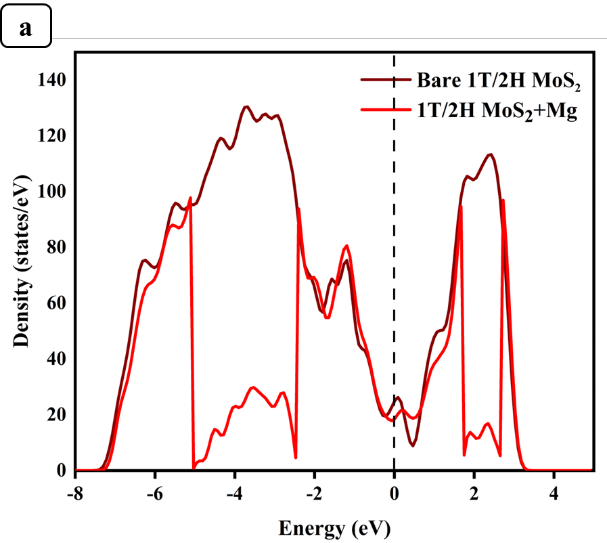 a
Bare 1T/2H MoS₂
1T/2H MoS₂+Mg
Density (states/eV)
140
120
100
80
60
40
20
0
-8 -6 -4 -2 0 2 4
Energy (eV)